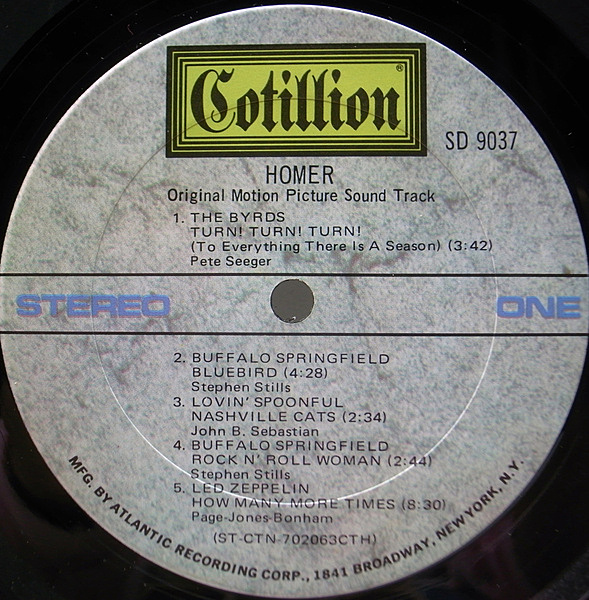 Cotillion®
SD 9037
HOMER
Original Motion Picture Sound Track
1. THE BYRDS
TURN! TURN! TURN!
(To Everything There Is A Season) (3:42)
Pete Seeger
STEREO
ONE
2. BUFFALO SPRINGFIELD
BLUEBIRD (4:28)
Stephen Stills
3. LOVIN' SPOONFUL
NASHVILLE CATS (2:34)
John B. Sebastian
4. BUFFALO SPRINGFIELD
ROCK N' ROLL WOMAN (2:44)
Stephen Stills
5. LED ZEPPELIN
HOW MANY MORE TIMES (8:30)
Page-Jones-Bonham
(ST-CTN-702063CTH)
MFG. BY ATLANTIC RECORDING CORP., 1841 BROADWAY, NEW YORK, N.Y.